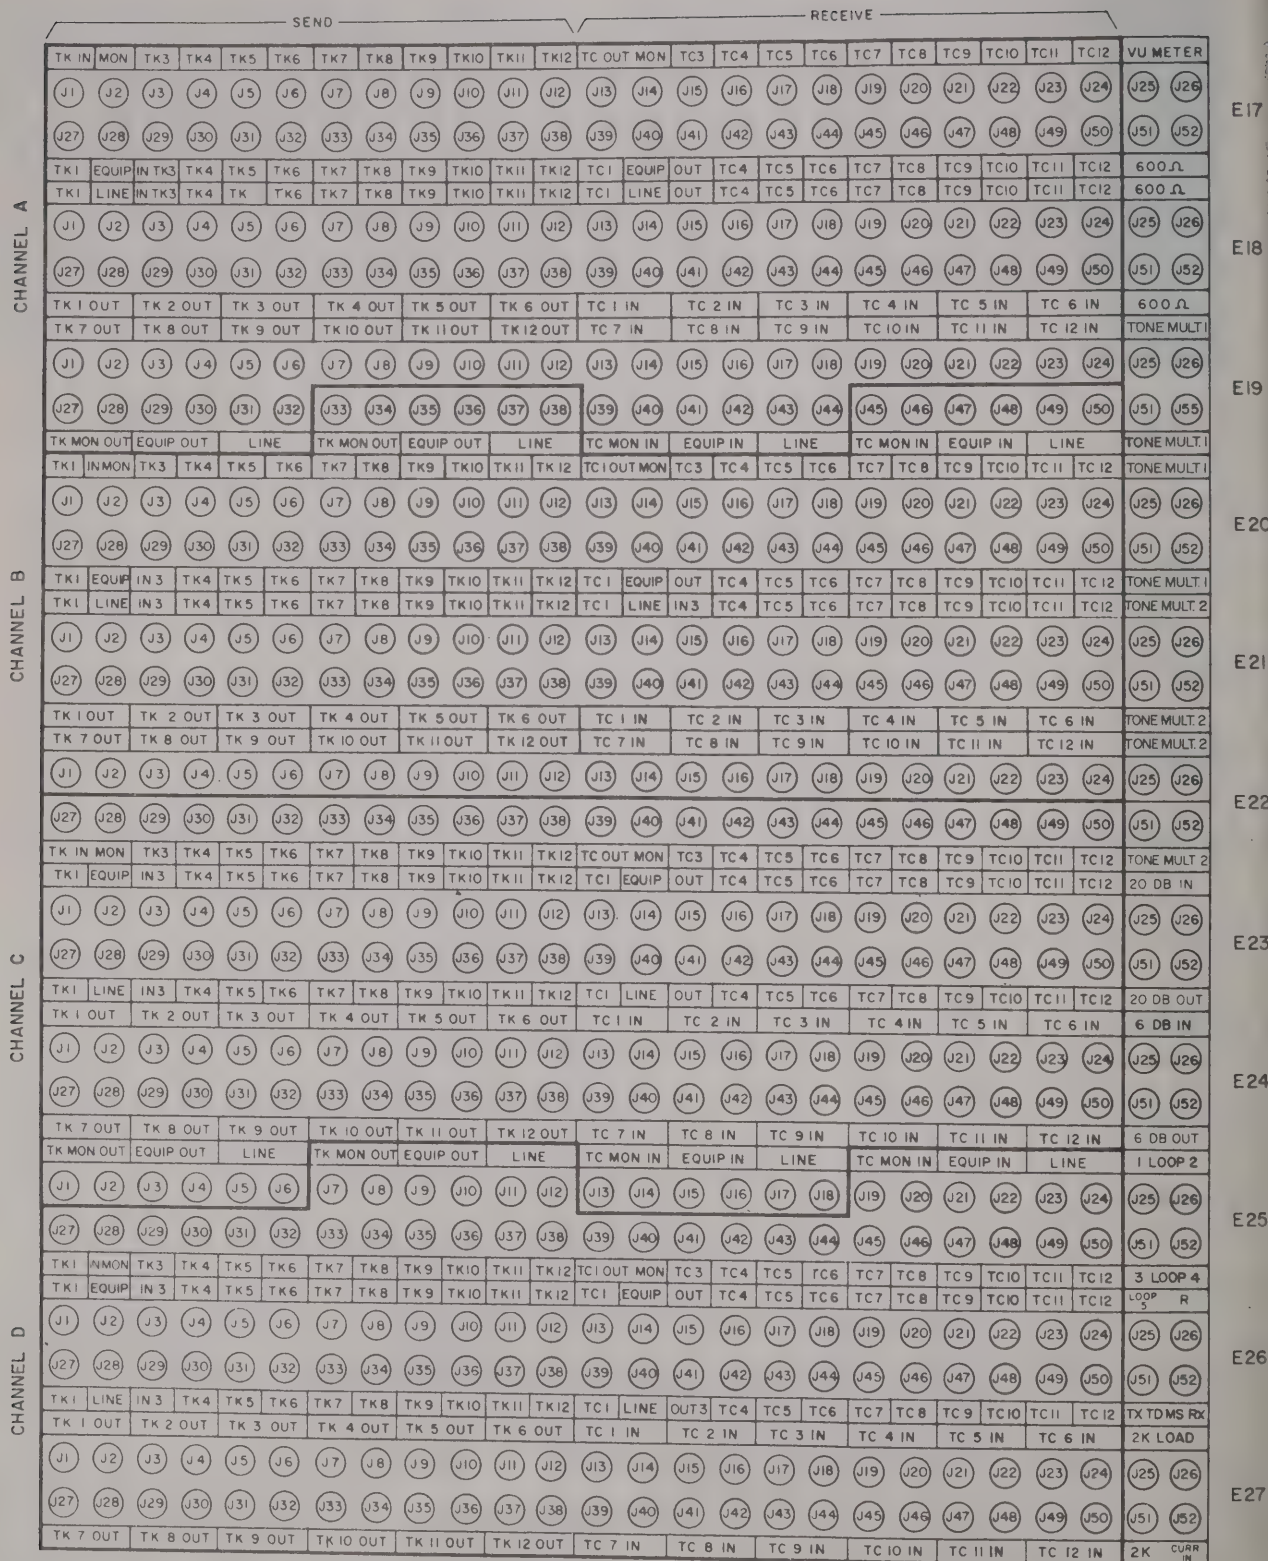 SEND RECEIVE
TK IN MON TK3 TK4 TK5 TK6 TK7 TK8 TK9 TK10 TK11 TK12 TC OUT MON TC3 TC4 TC5 TC6 TC7 TC8 TC9 TC10 TC11 TC12 VU METER
J1 J2 J3 J4 J5 J6 J7 J8 J9 J10 J11 J12 J13 J14 J15 J16 J17 J18 J19 J20 J21 J22 J23 J24 J25 J26
E17
J27 J28 J29 J30 J31 J32 J33 J34 J35 J36 J37 J38 J39 J40 J41 J42 J43 J44 J45 J46 J47 J48 J49 J50 J51 J52
TK1 EQUIP IN TK3 TK4 TK5 TK6 TK7 TK8 TK9 TK10 TK11 TK12 TC1 EQUIP OUT TC4 TC5 TC6 TC7 TC8 TC9 TC10 TC11 TC12 600 Ω
TK1 LINE IN TK3 TK4 TK TK6 TK7 TK8 TK9 TK10 TK11 TK12 TC1 LINE OUT TC4 TC5 TC6 TC7 TC8 TC9 TC10 TC11 TC12 600 Ω
J1 J2 J3 J4 J5 J6 J7 J8 J9 J10 J11 J12 J13 J14 J15 J16 J17 J18 J19 J20 J21 J22 J23 J24 J25 J26
CHANNEL A
E18
J27 J28 J29 J30 J31 J32 J33 J34 J35 J36 J37 J38 J39 J40 J41 J42 J43 J44 J45 J46 J47 J48 J49 J50 J51 J52
TK 1 OUT TK 2 OUT TK 3 OUT TK 4 OUT TK 5 OUT TK 6 OUT TC 1 IN TC 2 IN TC 3 IN TC 4 IN TC 5 IN TC 6 IN 600 Ω
TK 7 OUT TK 8 OUT TK 9 OUT TK 10 OUT TK 11 OUT TK 12 OUT TC 7 IN TC 8 IN TC 9 IN TC 10 IN TC 11 IN TC 12 IN TONE MULT 1
J1 J2 J3 J4 J5 J6 J7 J8 J9 J10 J11 J12 J13 J14 J15 J16 J17 J18 J19 J20 J21 J22 J23 J24 J25 J26
E19
J27 J28 J29 J30 J31 J32 J33 J34 J35 J36 J37 J38 J39 J40 J41 J42 J43 J44 J45 J46 J47 J48 J49 J50 J51 J55
TK MON OUT EQUIP OUT LINE TK MON OUT EQUIP OUT LINE TC MON IN EQUIP IN LINE TC MON IN EQUIP IN LINE TONE MULT. 1
TK1 IN MON TK3 TK4 TK5 TK6 TK7 TK8 TK9 TK10 TK11 TK12 TC1 OUT MON TC3 TC4 TC5 TC6 TC7 TC8 TC9 TC10 TC11 TC12 TONE MULT 1
J1 J2 J3 J4 J5 J6 J7 J8 J9 J10 J11 J12 J13 J14 J15 J16 J17 J18 J19 J20 J21 J22 J23 J24 J25 J26
E20
J27 J28 J29 J30 J31 J32 J33 J34 J35 J36 J37 J38 J39 J40 J41 J42 J43 J44 J45 J46 J47 J48 J49 J50 J51 J52
TK1 EQUIP IN 3 TK4 TK5 TK6 TK7 TK8 TK9 TK10 TK11 TK12 TC1 EQUIP OUT TC4 TC5 TC6 TC7 TC8 TC9 TC10 TC11 TC12 TONE MULT. 1
TK1 LINE IN 3 TK4 TK5 TK6 TK7 TK8 TK9 TK10 TK11 TK12 TC1 LINE IN3 TC4 TC5 TC6 TC7 TC8 TC9 TC10 TC11 TC12 TONE MULT. 2
CHANNEL B
J1 J2 J3 J4 J5 J6 J7 J8 J9 J10 J11 J12 J13 J14 J15 J16 J17 J18 J19 J20 J21 J22 J23 J24 J25 J26
E21
J27 J28 J29 J30 J31 J32 J33 J34 J35 J36 J37 J38 J39 J40 J41 J42 J43 J44 J45 J46 J47 J48 J49 J50 J51 J52
TK 1 OUT TK 2 OUT TK 3 OUT TK 4 OUT TK 5 OUT TK 6 OUT TC 1 IN TC 2 IN TC 3 IN TC 4 IN TC 5 IN TC 6 IN TONE MULT. 2
TK 7 OUT TK 8 OUT TK 9 OUT TK 10 OUT TK 11 OUT TK 12 OUT TC 7 IN TC 8 IN TC 9 IN TC 10 IN TC 11 IN TC 12 IN TONE MULT. 2
J1 J2 J3 J4 J5 J6 J7 J8 J9 J10 J11 J12 J13 J14 J15 J16 J17 J18 J19 J20 J21 J22 J23 J24 J25 J26
E22
J27 J28 J29 J30 J31 J32 J33 J34 J35 J36 J37 J38 J39 J40 J41 J42 J43 J44 J45 J46 J47 J48 J49 J50 J51 J52
TK IN MON TK3 TK4 TK5 TK6 TK7 TK8 TK9 TK10 TK11 TK12 TC OUT MON TC3 TC4 TC5 TC6 TC7 TC8 TC9 TC10 TC11 TC12 TONE MULT 2
TK1 EQUIP IN 3 TK4 TK5 TK6 TK7 TK8 TK9 TK10 TK11 TK12 TC1 EQUIP OUT TC4 TC5 TC6 TC7 TC8 TC9 TC10 TC11 TC12 20 DB IN
J1 J2 J3 J4 J5 J6 J7 J8 J9 J10 J11 J12 J13 J14 J15 J16 J17 J18 J19 J20 J21 J22 J23 J24 J25 J26
E23
J27 J28 J29 J30 J31 J32 J33 J34 J35 J36 J37 J38 J39 J40 J41 J42 J43 J44 J45 J46 J47 J48 J49 J50 J51 J52
TK1 LINE IN3 TK4 TK5 TK6 TK7 TK8 TK9 TK10 TK11 TK12 TC1 LINE OUT TC4 TC5 TC6 TC7 TC8 TC9 TC10 TC11 TC12 20 DB OUT
CHANNEL C
TK 1 OUT TK 2 OUT TK 3 OUT TK 4 OUT TK 5 OUT TK 6 OUT TC 1 IN TC 2 IN TC 3 IN TC 4 IN TC 5 IN TC 6 IN 6 DB IN
J1 J2 J3 J4 J5 J6 J7 J8 J9 J10 J11 J12 J13 J14 J15 J16 J17 J18 J19 J20 J21 J22 J23 J24 J25 J26
E24
J27 J28 J29 J30 J31 J32 J33 J34 J35 J36 J37 J38 J39 J40 J41 J42 J43 J44 J45 J46 J47 J48 J49 J50 J51 J52
TK 7 OUT TK 8 OUT TK 9 OUT TK 10 OUT TK 11 OUT TK 12 OUT TC 7 IN TC 8 IN TC 9 IN TC 10 IN TC 11 IN TC 12 IN 6 DB OUT
TK MON OUT EQUIP OUT LINE TK MON OUT EQUIP OUT LINE TC MON IN EQUIP IN LINE TC MON IN EQUIP IN LINE 1 LOOP 2
J1 J2 J3 J4 J5 J6 J7 J8 J9 J10 J11 J12 J13 J14 J15 J16 J17 J18 J19 J20 J21 J22 J23 J24 J25 J26
E25
J27 J28 J29 J30 J31 J32 J33 J34 J35 J36 J37 J38 J39 J40 J41 J42 J43 J44 J45 J46 J47 J48 J49 J50 J51 J52
TK1 INMON TK3 TK4 TK5 TK6 TK7 TK8 TK9 TK10 TK11 TK12 TC1 OUT MON TC3 TC4 TC5 TC6 TC7 TC8 TC9 TC10 TC11 TC12 3 LOOP 4
TK1 EQUIP IN 3 TK4 TK5 TK6 TK7 TK8 TK9 TK10 TK11 TK12 TC1 EQUIP OUT TC4 TC5 TC6 TC7 TC8 TC9 TC10 TC11 TC12 LOOP 5 R
J1 J2 J3 J4 J5 J6 J7 J8 J9 J10 J11 J12 J13 J14 J15 J16 J17 J18 J19 J20 J21 J22 J23 J24 J25 J26
E26
J27 J28 J29 J30 J31 J32 J33 J34 J35 J36 J37 J38 J39 J40 J41 J42 J43 J44 J45 J46 J47 J48 J49 J50 J51 J52
CHANNEL D
TK1 LINE IN 3 TK4 TK5 TK6 TK7 TK8 TK9 TK10 TK11 TK12 TC1 LINE OUT3 TC4 TC5 TC6 TC7 TC8 TC9 TC10 TC11 TC12 TX TDMS RX
TK 1 OUT TK 2 OUT TK 3 OUT TK 4 OUT TK 5 OUT TK 6 OUT TC 1 IN TC 2 IN TC 3 IN TC 4 IN TC 5 IN TC 6 IN 2K LOAD
J1 J2 J3 J4 J5 J6 J7 J8 J9 J10 J11 J12 J13 J14 J15 J16 J17 J18 J19 J20 J21 J22 J23 J24 J25 J26
E27
J27 J28 J29 J30 J31 J32 J33 J34 J35 J36 J37 J38 J39 J40 J41 J42 J43 J44 J45 J46 J47 J48 J49 J50 J51 J52
TK 7 OUT TK 8 OUT TK 9 OUT TK 10 OUT TK 11 OUT TK 12 OUT TC 7 IN TC 8 IN TC 9 IN TC 10 IN TC 11 IN TC 12 IN 2K CURR IN